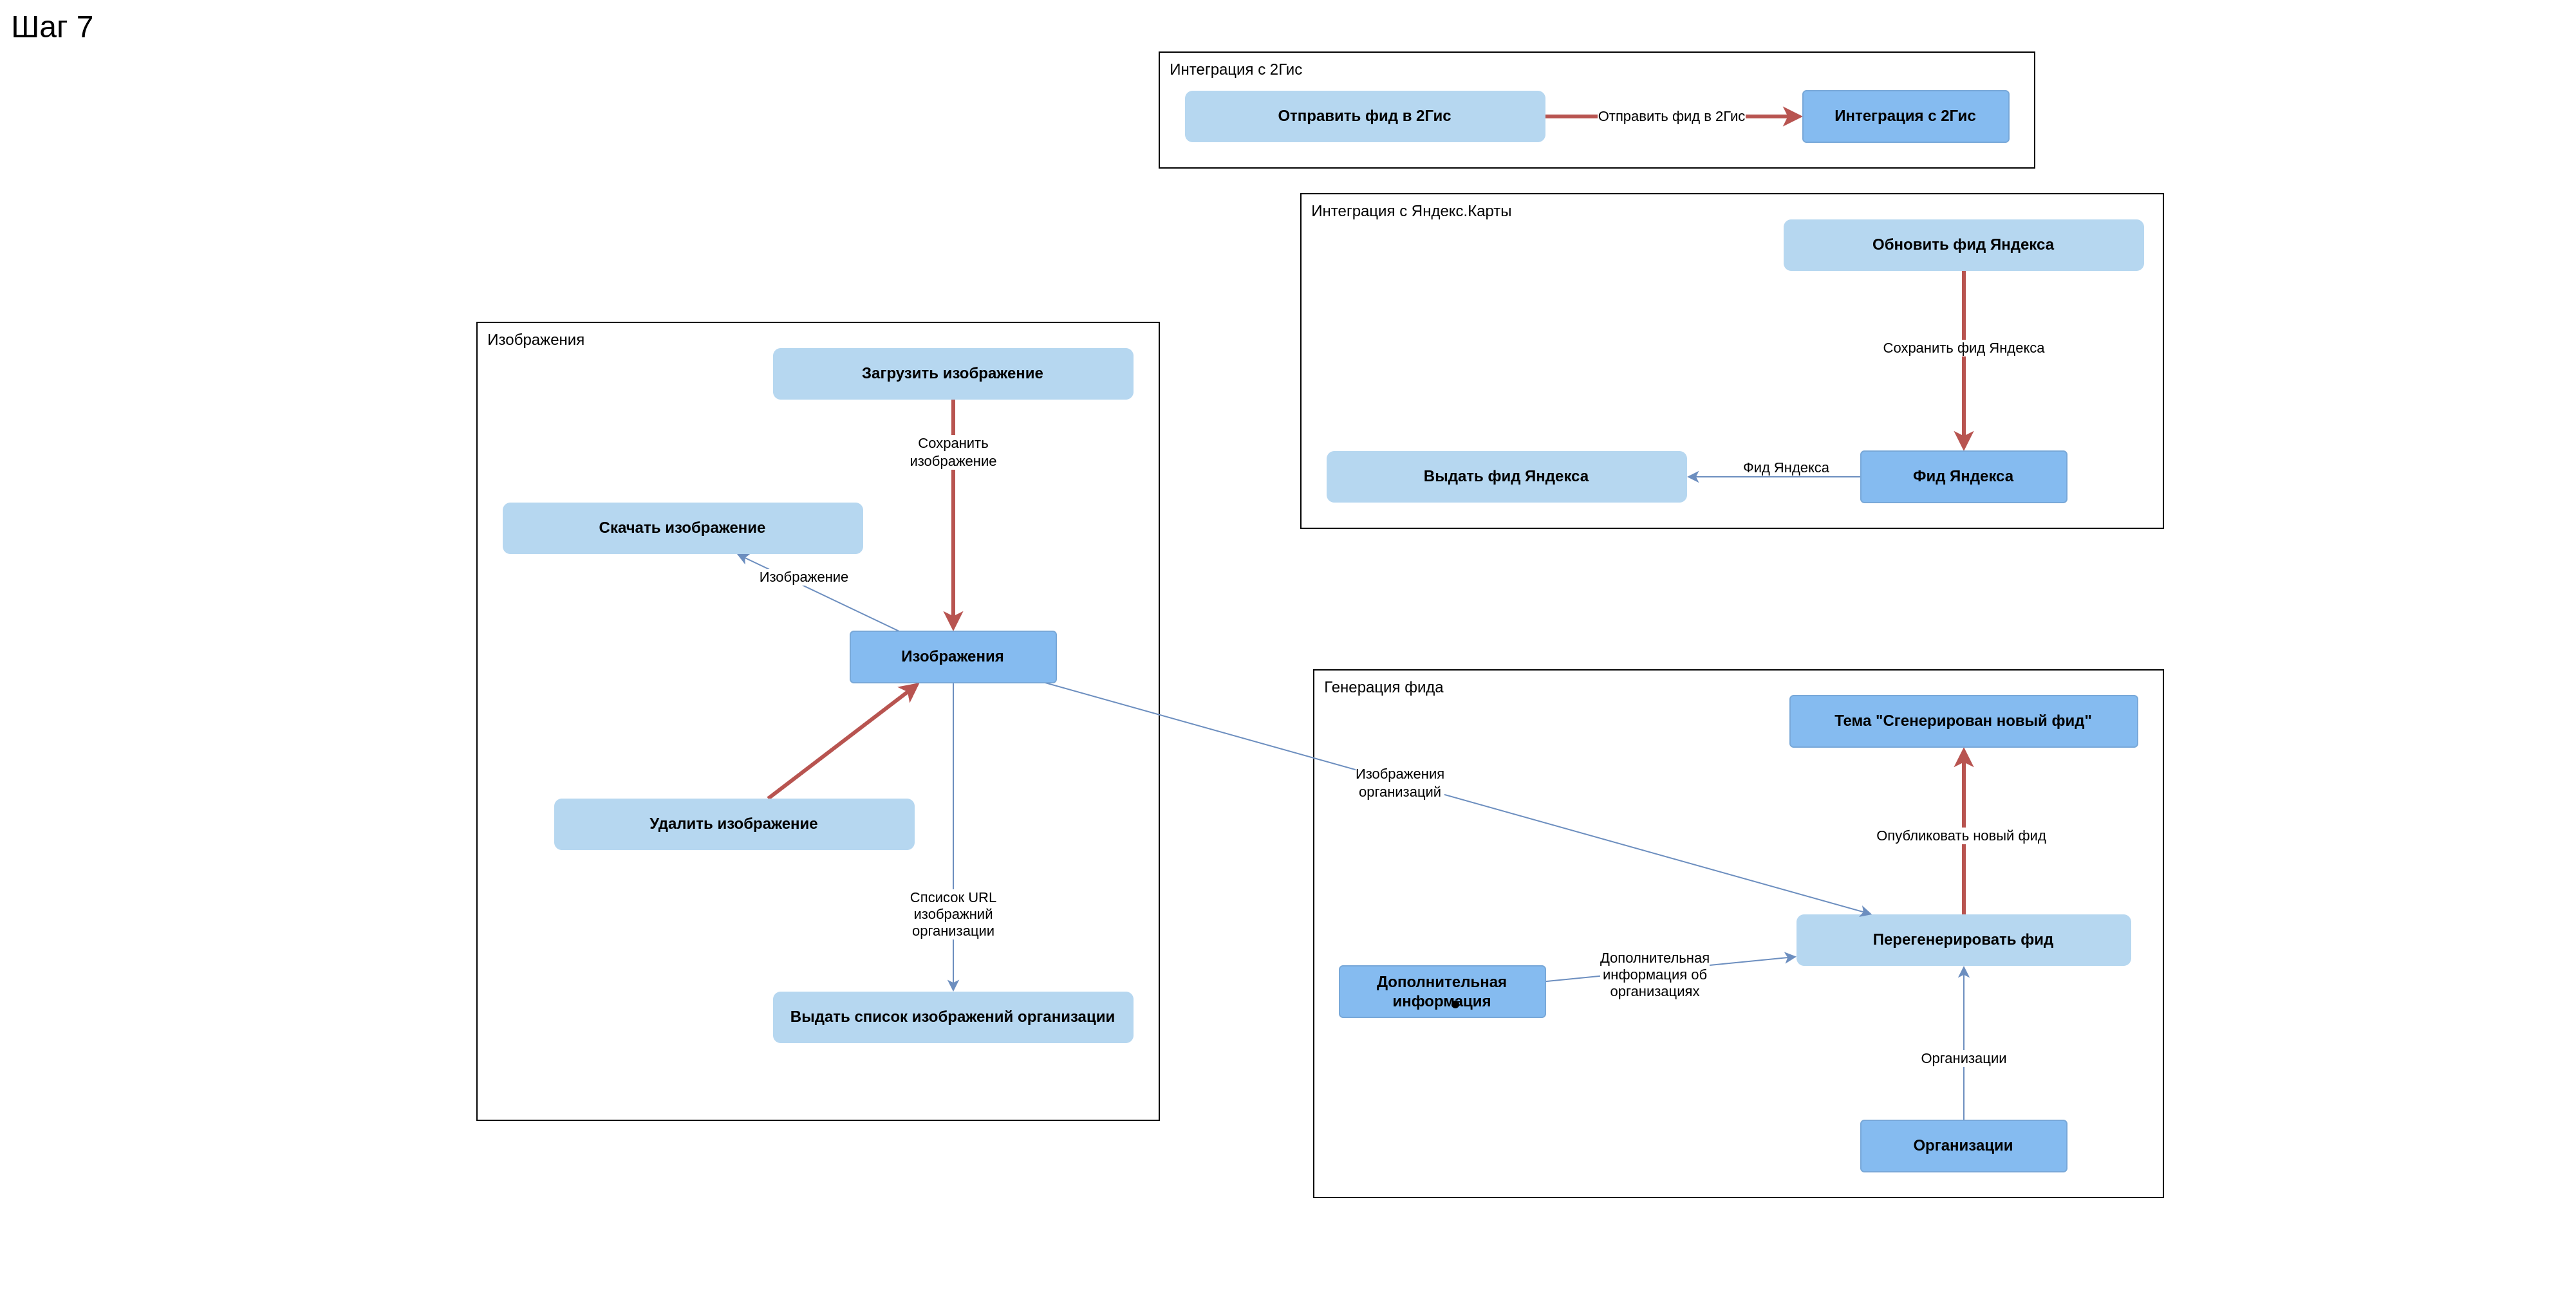 Шаг 7
Интеграция с 2Гис
Отправить фид в 2Гис
Отправить фид в 2Гис
Интеграция с 2Гис
Интеграция с Яндекс.Карты
Обновить фид Яндекса
Сохранить фид Яндекса
Выдать фид Яндекса
Фид Яндекса
Фид Яндекса
Изображения
Загрузить изображение
Сохранить
изображение
Скачать изображение
Изображение
Изображения
Удалить изображение
Спсисок URL
изображний
организации
Выдать список изображений организации
Генерация фида
Тема "Сгенерирован новый фид"
Изображения
организаций
Опубликовать новый фид
Перегенерировать фид
Дополнительная
информация
Дополнительная
информация об
организациях
Организации
Организации